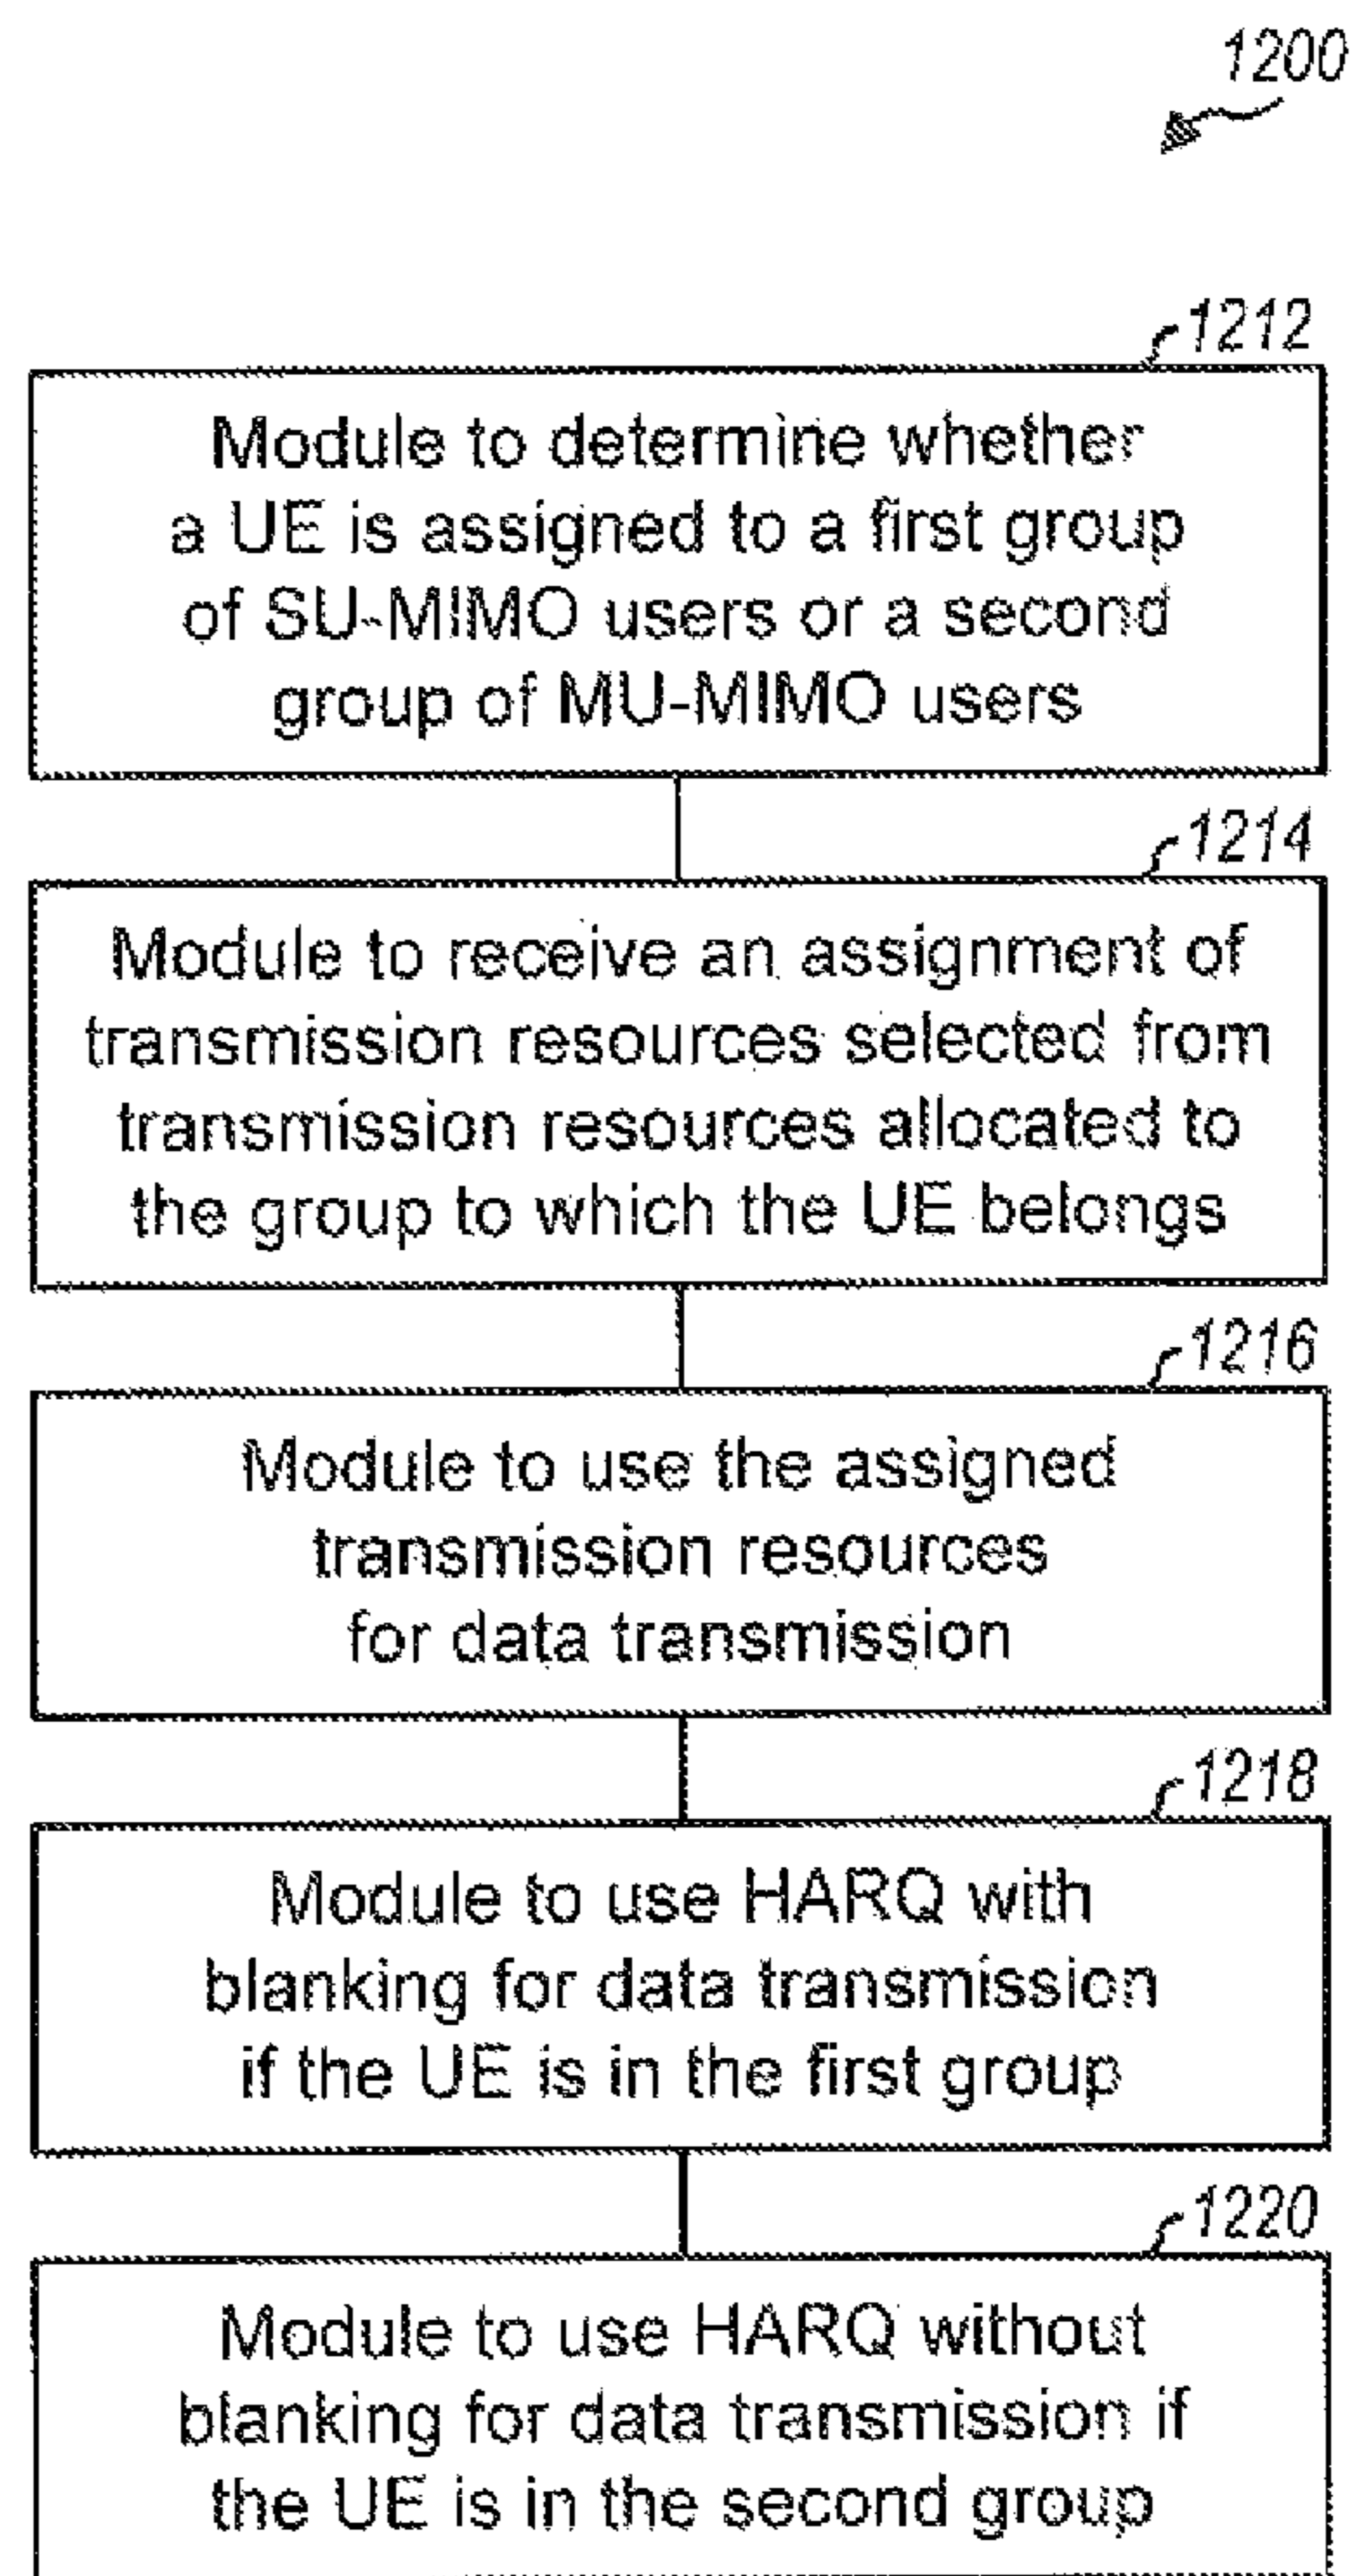 1200
1212
Module to determine whether
a UE is assigned to a first group
of SU-MIMO users or a second
group of MU-MIMO users
1214
Module to receive an assignment of
transmission resources selected from
transmission resources allocated to
the group to which the UE belongs
1216
Module to use the assigned
transmission resources
for data transmission
1218
Module to use HARQ with
blanking for data transmission
if the UE is in the first group
1220
Module to use HARQ without
blanking for data transmission if
the UE is in the second group